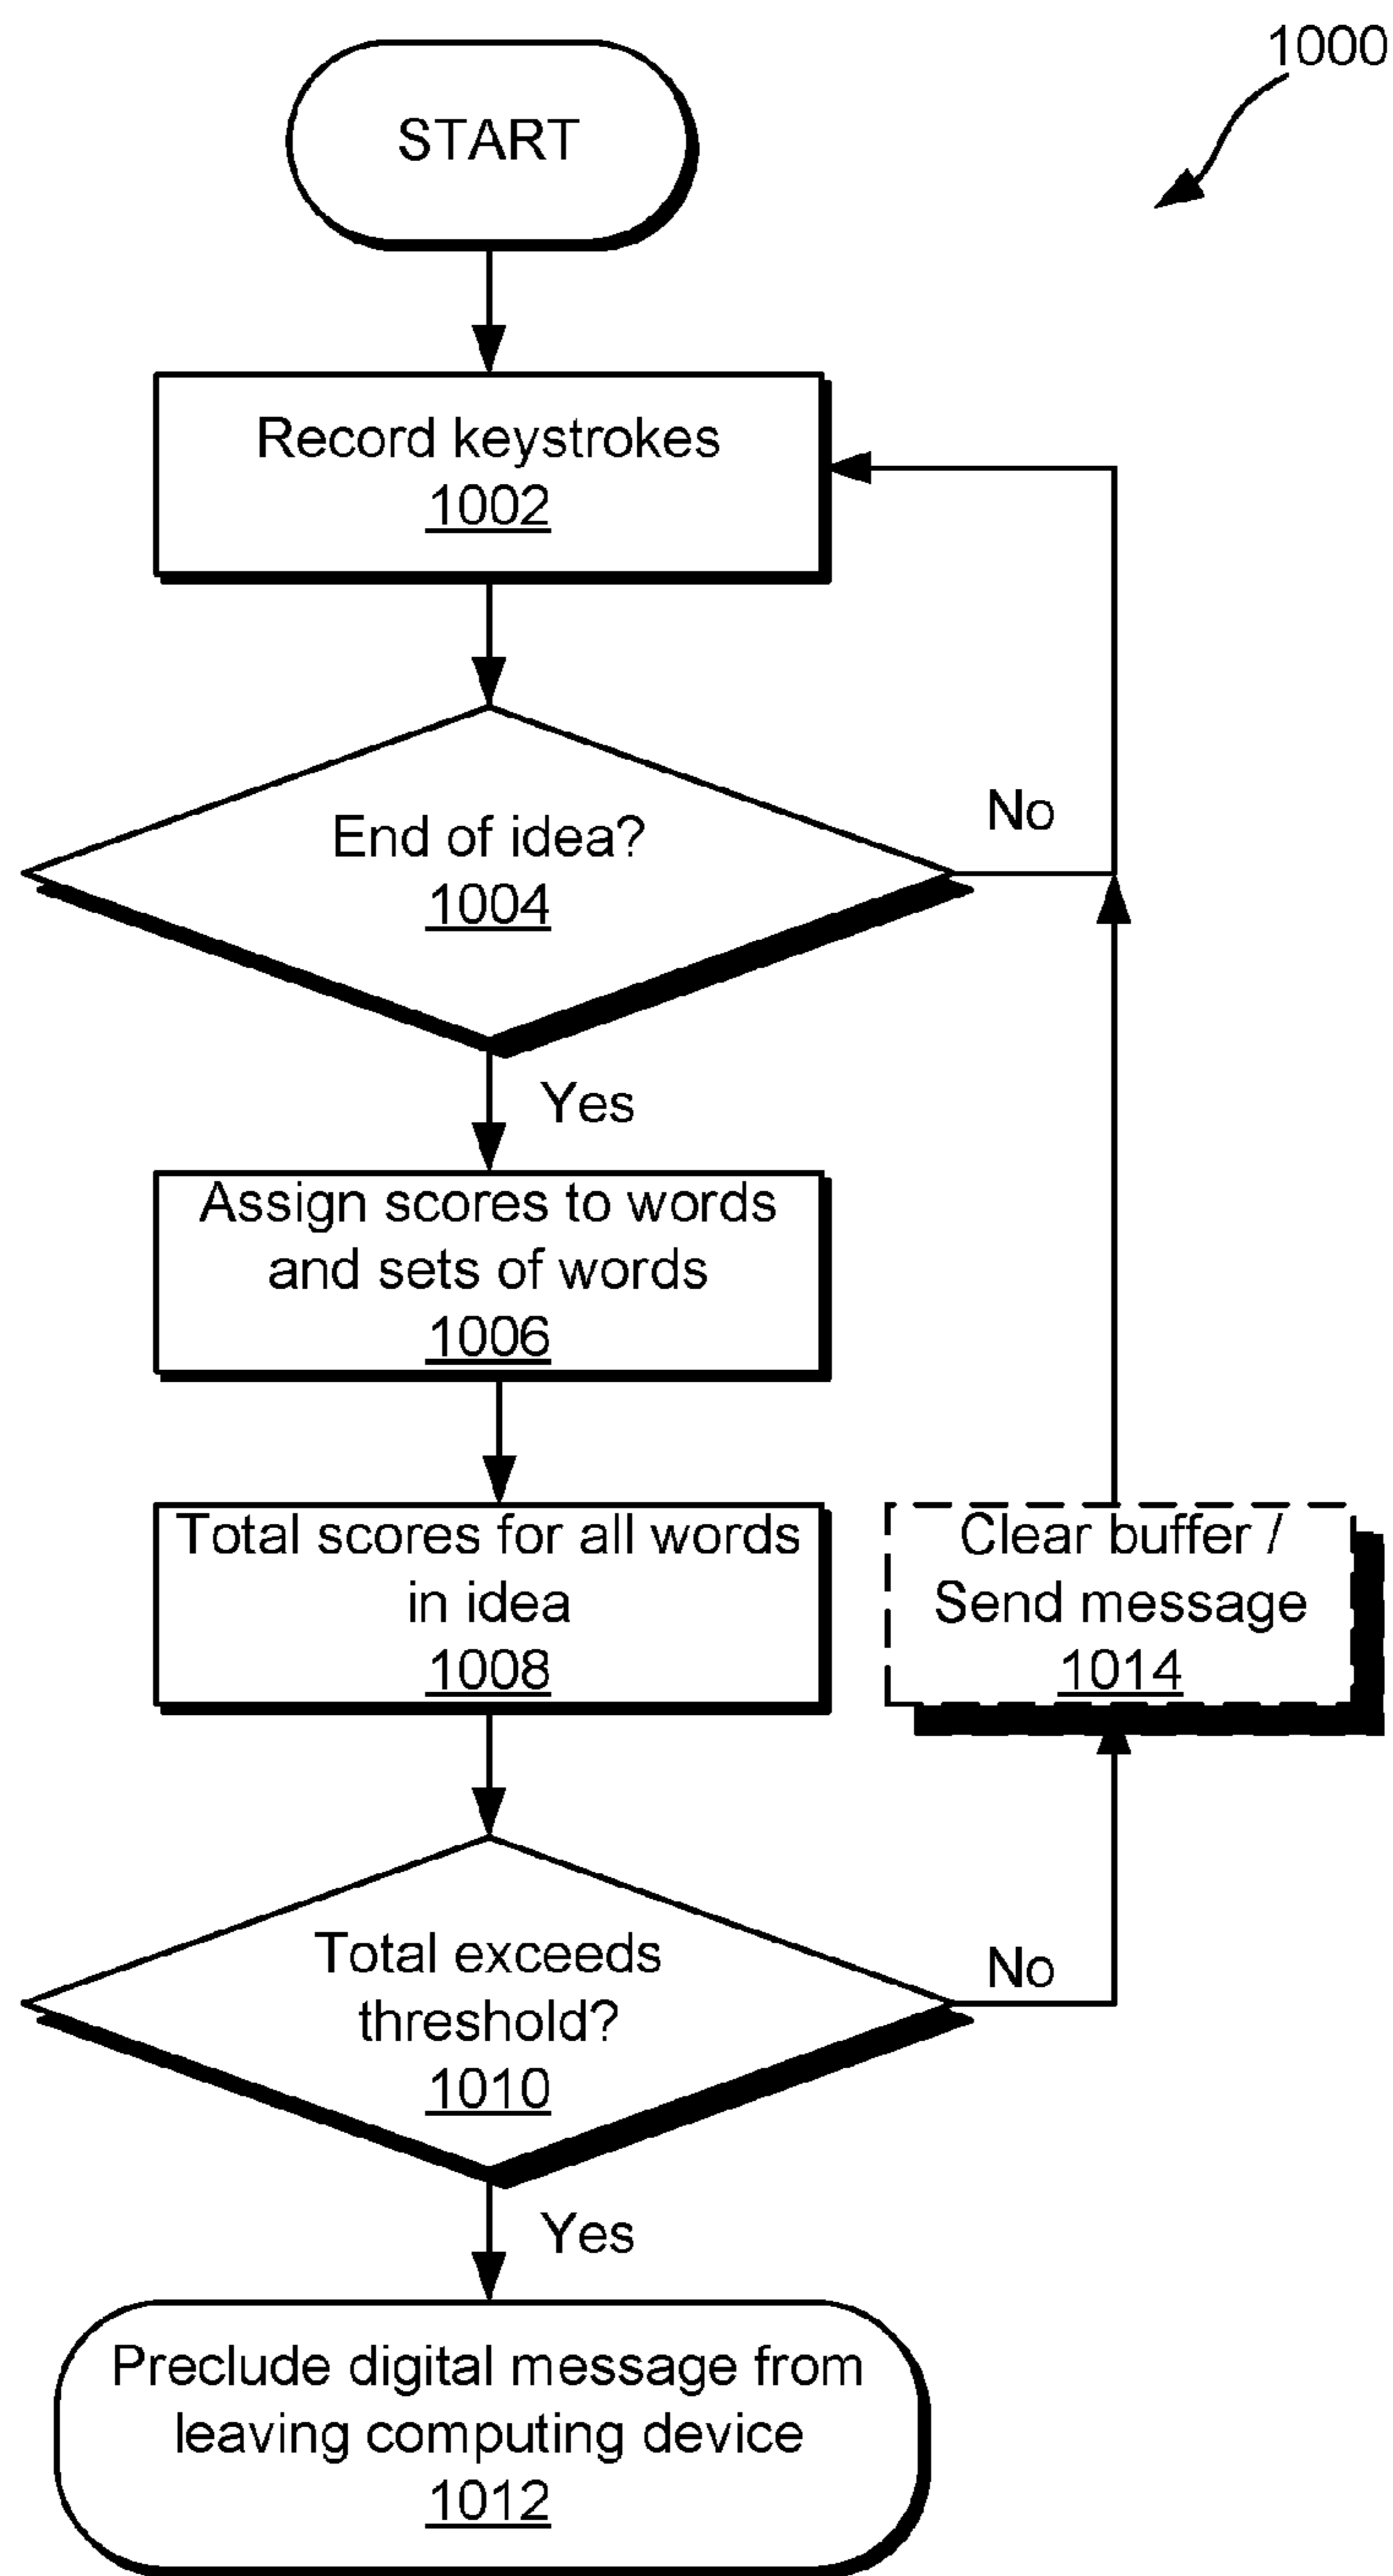 1000
START
Record keystrokes
1002
End of idea?
1004
No
Yes
Assign scores to words
and sets of words
1006
Total scores for all words
in idea
1008
Clear buffer /
Send message
1014
Total exceeds
threshold?
1010
No
Yes
Preclude digital message from
leaving computing device
1012